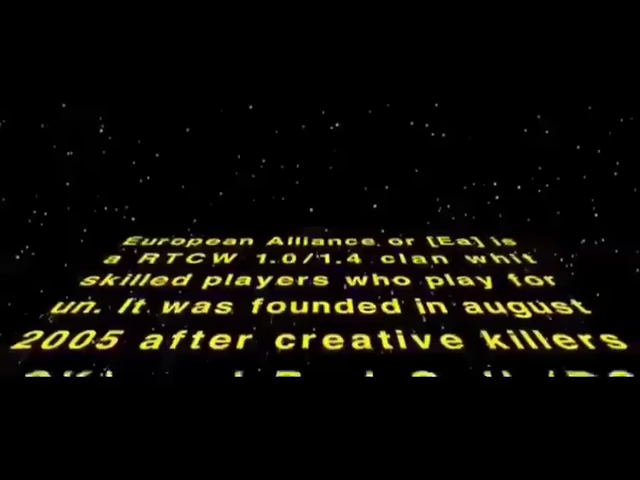 European Alliance or [Ea] is
a RTCW 1.0/1.4 clan whit
skilled players who play for
un. It was founded in august
2005 after creative killers